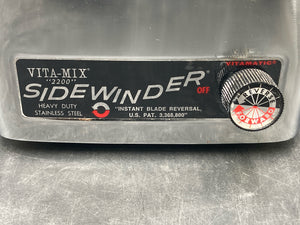 VITA-MIX®
"2200"
VITAMATIC®
SIDEWINDER®
OFF
HEAVY DUTY
STAINLESS STEEL
"INSTANT BLADE REVERSAL,
U.S. PAT. 3,368,800"
REVERSE
FORWARD